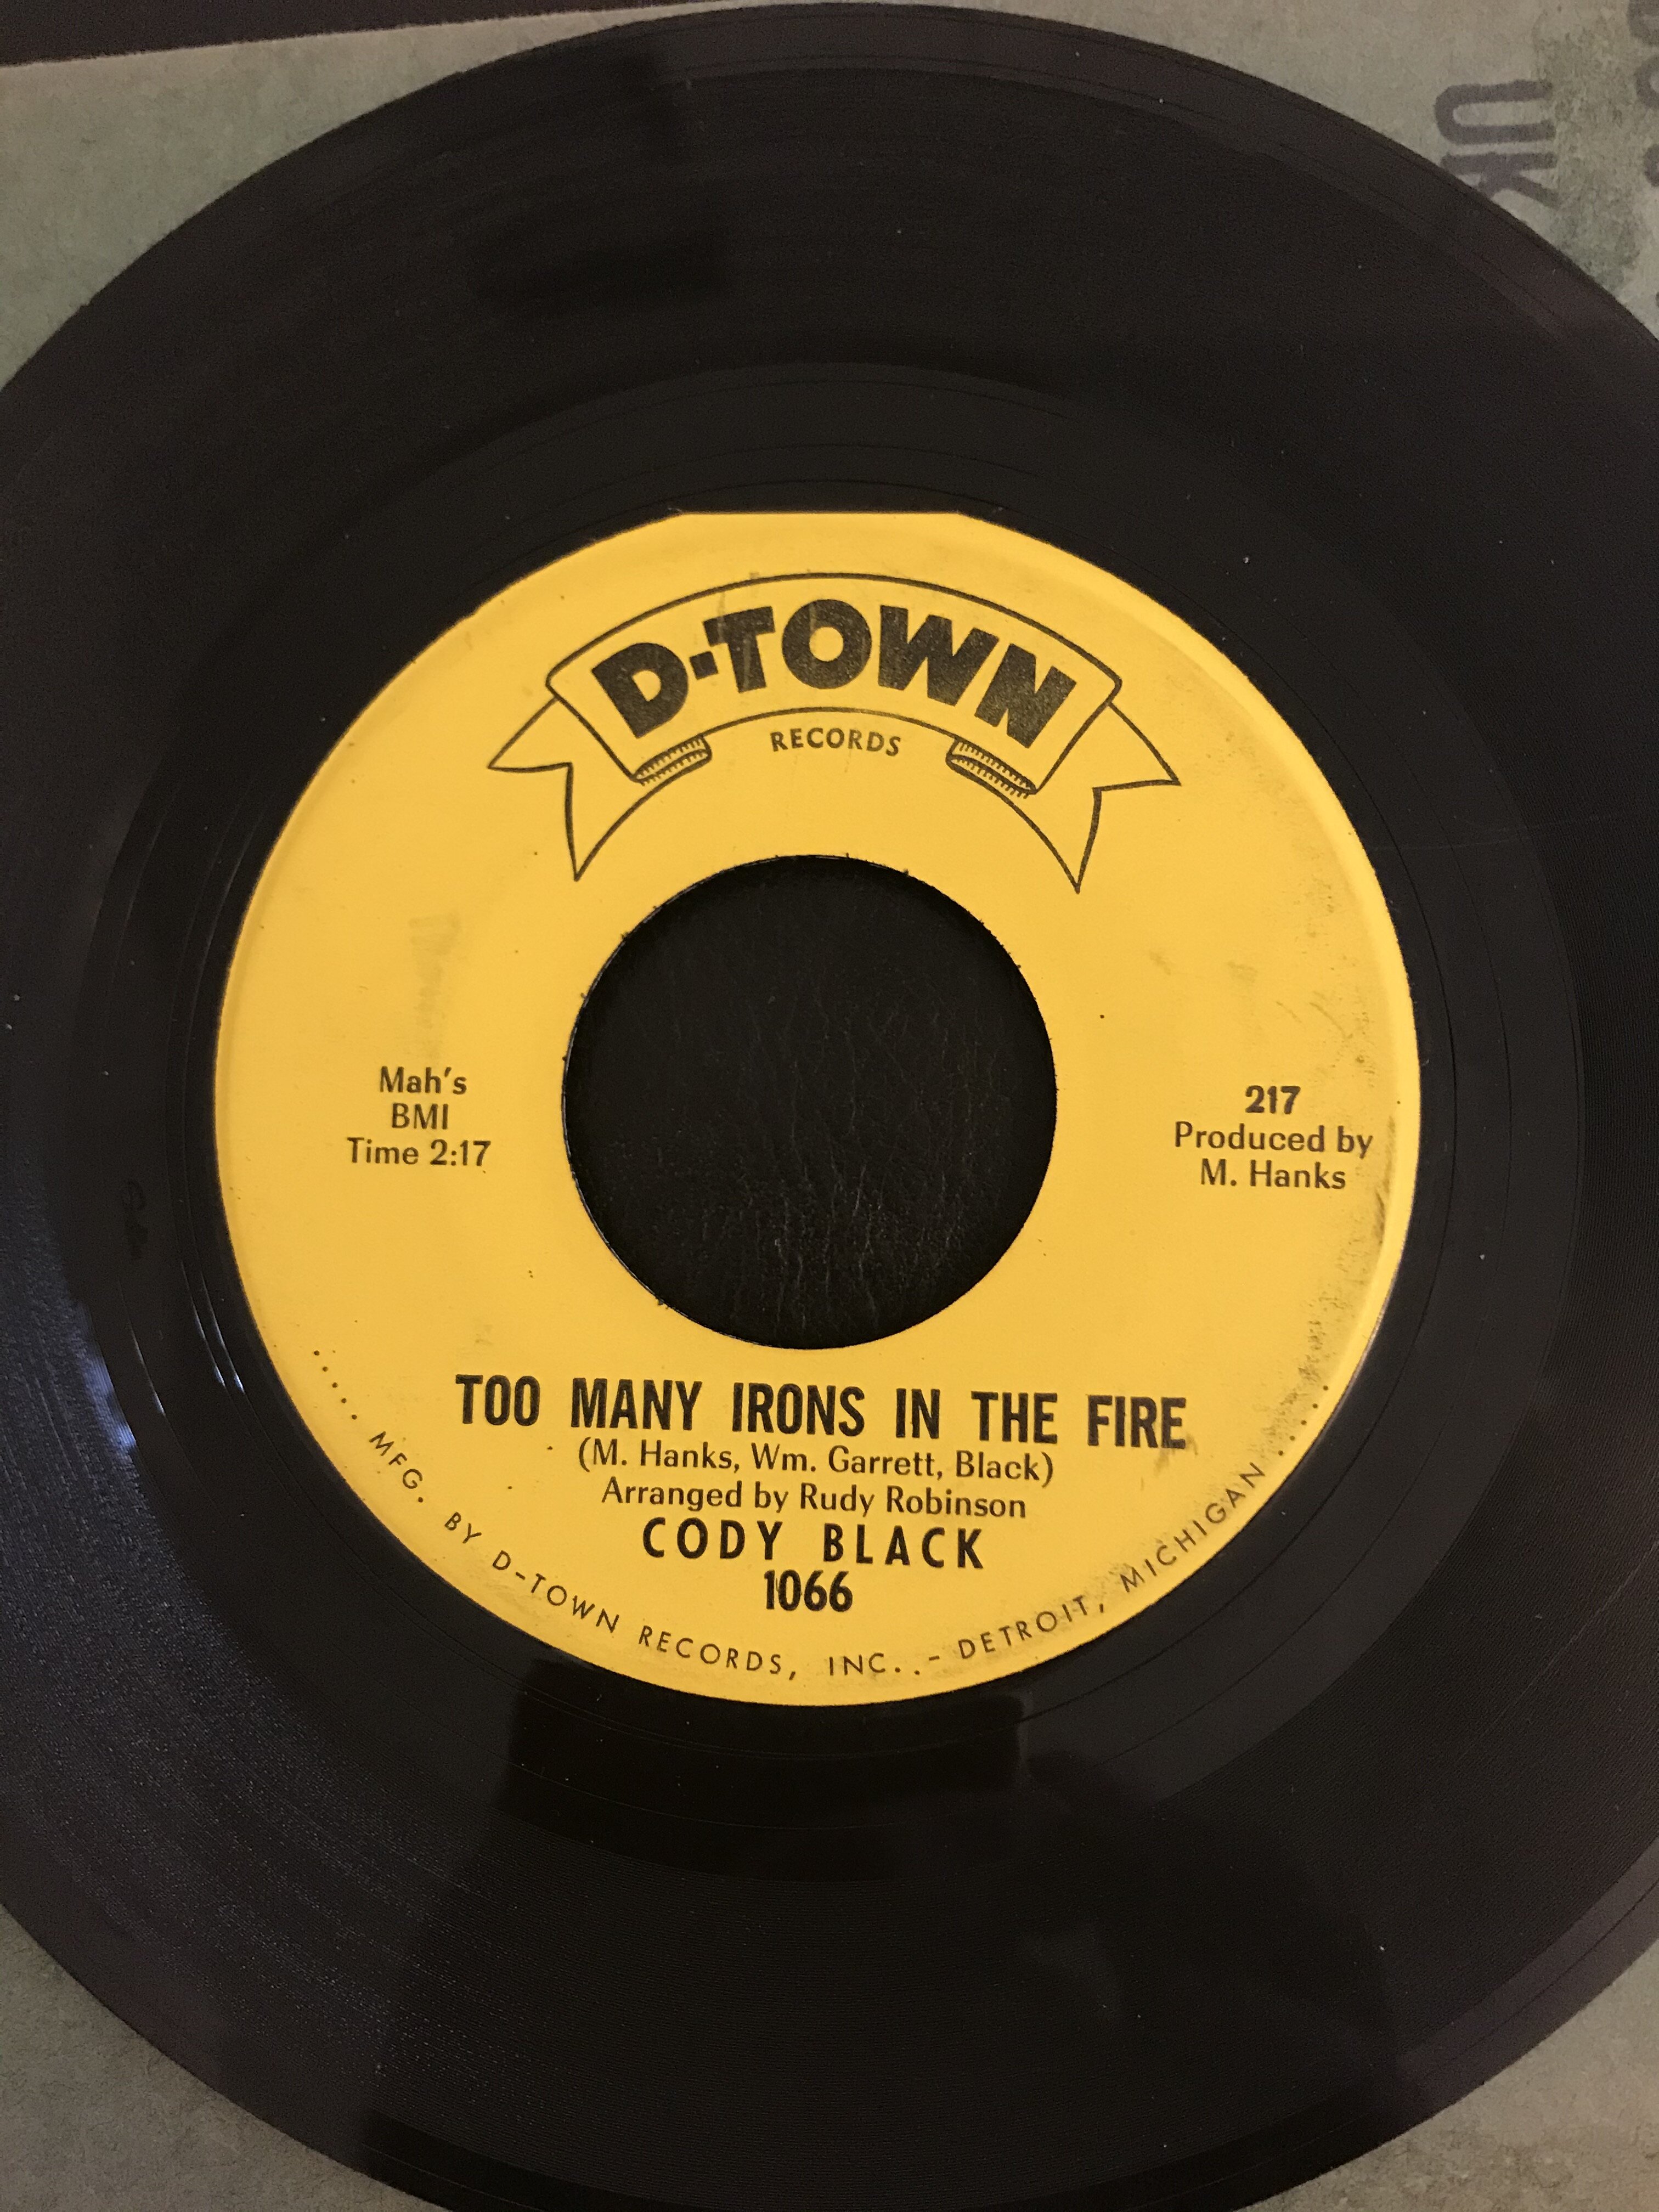 UK
D-TOWN
RECORDS
Mah's
BMI
Time 2:17
217
Produced by
M. Hanks
TOO MANY IRONS IN THE FIRE
(M. Hanks, Wm. Garrett, Black)
Arranged by Rudy Robinson
CODY BLACK
1066
..... MFG. BY D-TOWN RECORDS, INC..- DETROIT, MICHIGAN .....